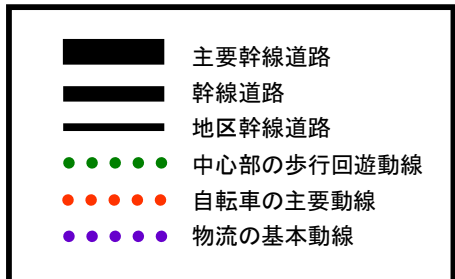 主要幹線道路
幹線道路
地区幹線道路
中心部の歩行回遊動線
自転車の主要動線
物流の基本動線